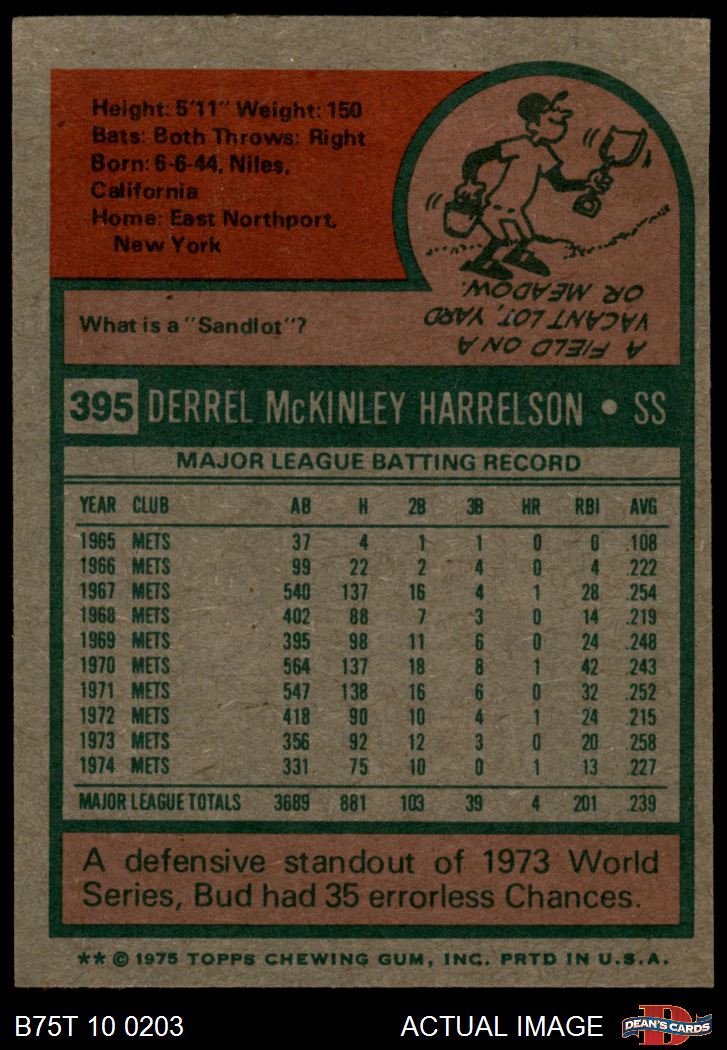 Height: 5'11" Weight: 150
Bats: Both Throws: Right
Born: 6-6-44, Niles,
California
Home: East Northport,
New York
What is a "Sandlot"?
A FIELD ON A
VACANT LOT, YARD
OR MEADOW.
395 DERREL McKINLEY HARRELSON • SS
MAJOR LEAGUE BATTING RECORD
YEAR CLUB AB H 2B 3B HR RBI AVG
1965 METS 37 4 1 1 0 0 .108
1966 METS 99 22 2 4 0 4 .222
1967 METS 540 137 16 4 1 28 .254
1968 METS 402 88 7 3 0 14 .219
1969 METS 395 98 11 6 0 24 .248
1970 METS 564 137 18 8 1 42 .243
1971 METS 547 138 16 6 0 32 .252
1972 METS 418 90 10 4 1 24 .215
1973 METS 356 92 12 3 0 20 .258
1974 METS 331 75 10 0 1 13 .227
MAJOR LEAGUE TOTALS 3689 881 103 39 4 201 .239
A defensive standout of 1973 World
Series, Bud had 35 errorless Chances.
** © 1975 TOPPS CHEWING GUM, INC. PRTD IN U.S.A.
B75T 10 0203 ACTUAL IMAGE D DEAN'S CARDS